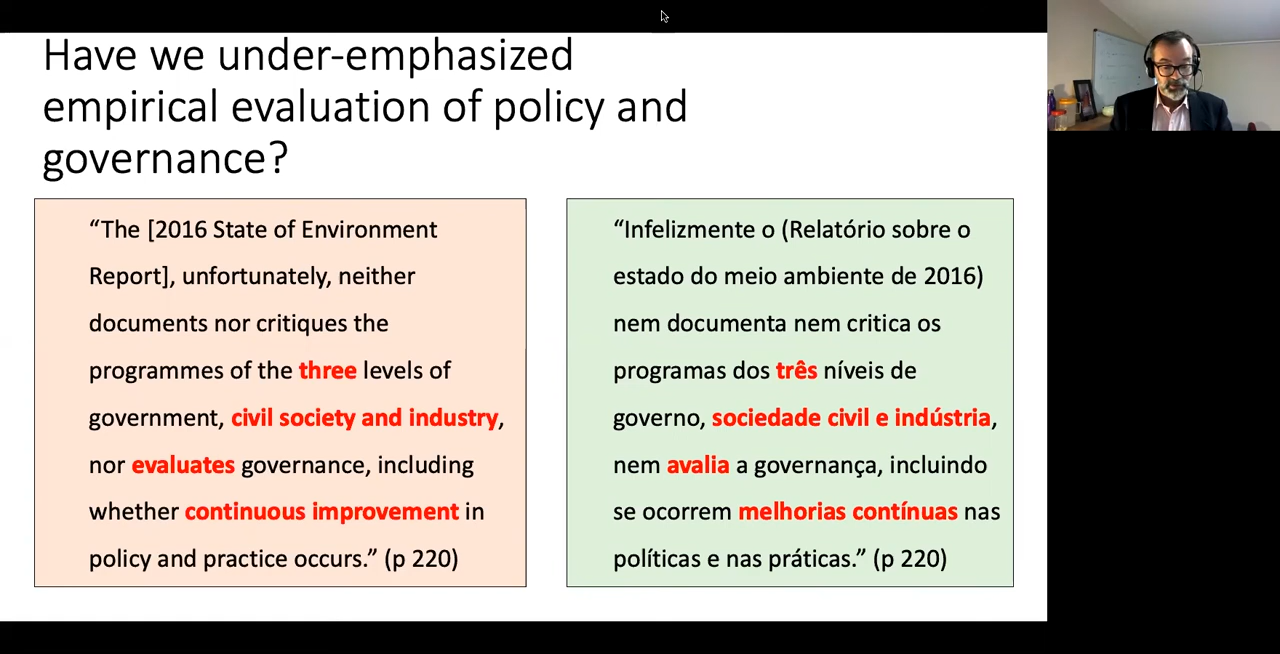 Have we under-emphasized
empirical evaluation of policy and
governance?
“The [2016 State of Environment
Report], unfortunately, neither
documents nor critiques the
programmes of the three levels of
government, civil society and industry,
nor evaluates governance, including
whether continuous improvement in
policy and practice occurs.” (p 220)
“Infelizmente o (Relatório sobre o
estado do meio ambiente de 2016)
nem documenta nem critica os
programas dos três níveis de
governo, sociedade civil e indústria,
nem avalia a governança, incluindo
se ocorrem melhorias contínuas nas
políticas e nas práticas.” (p 220)